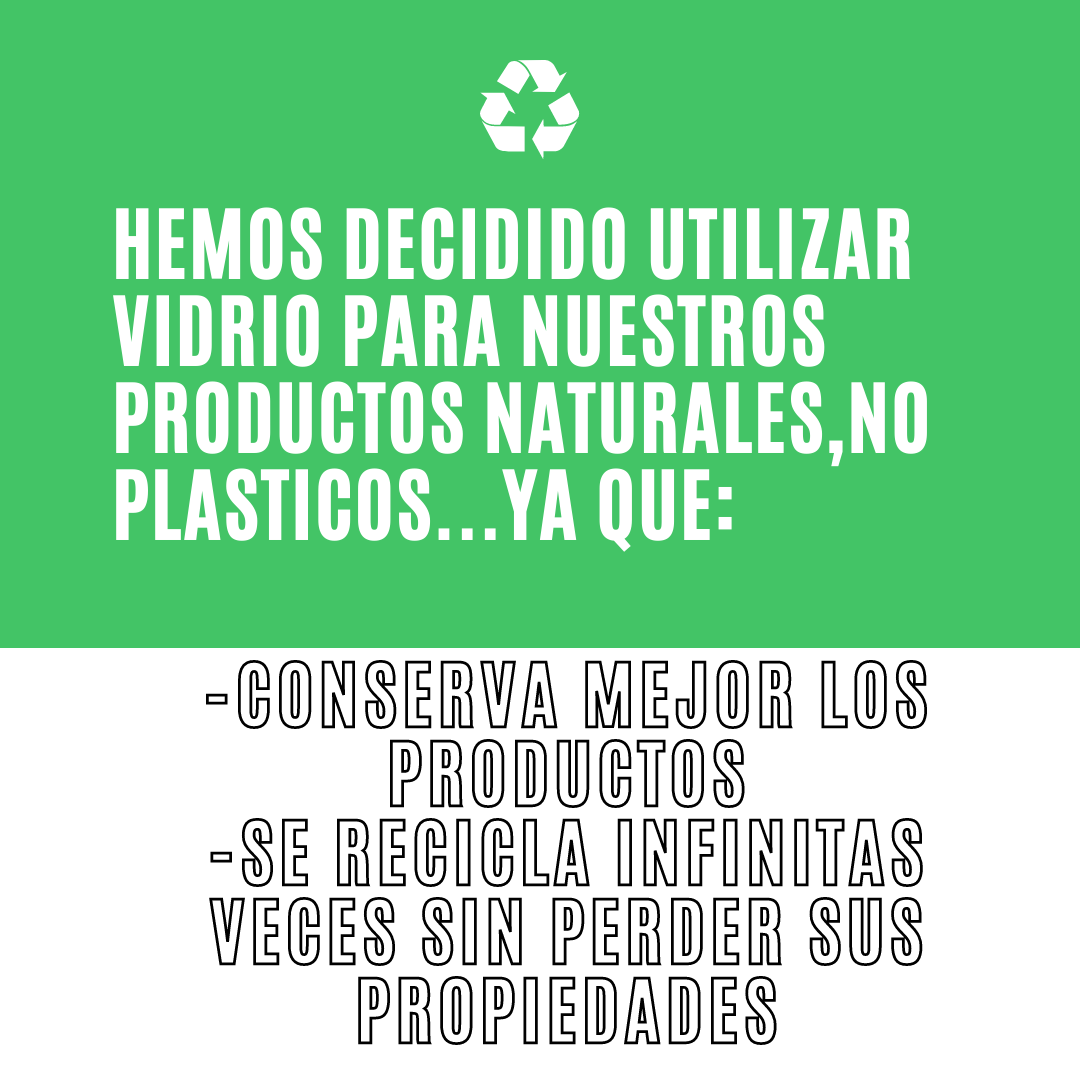 HEMOS DECIDIDO UTILIZAR
VIDRIO PARA NUESTROS
PRODUCTOS NATURALES,NO
PLASTICOS...YA QUE:
-CONSERVA MEJOR LOS
PRODUCTOS
-SE RECICLA INFINITAS
VECES SIN PERDER SUS
PROPIEDADES